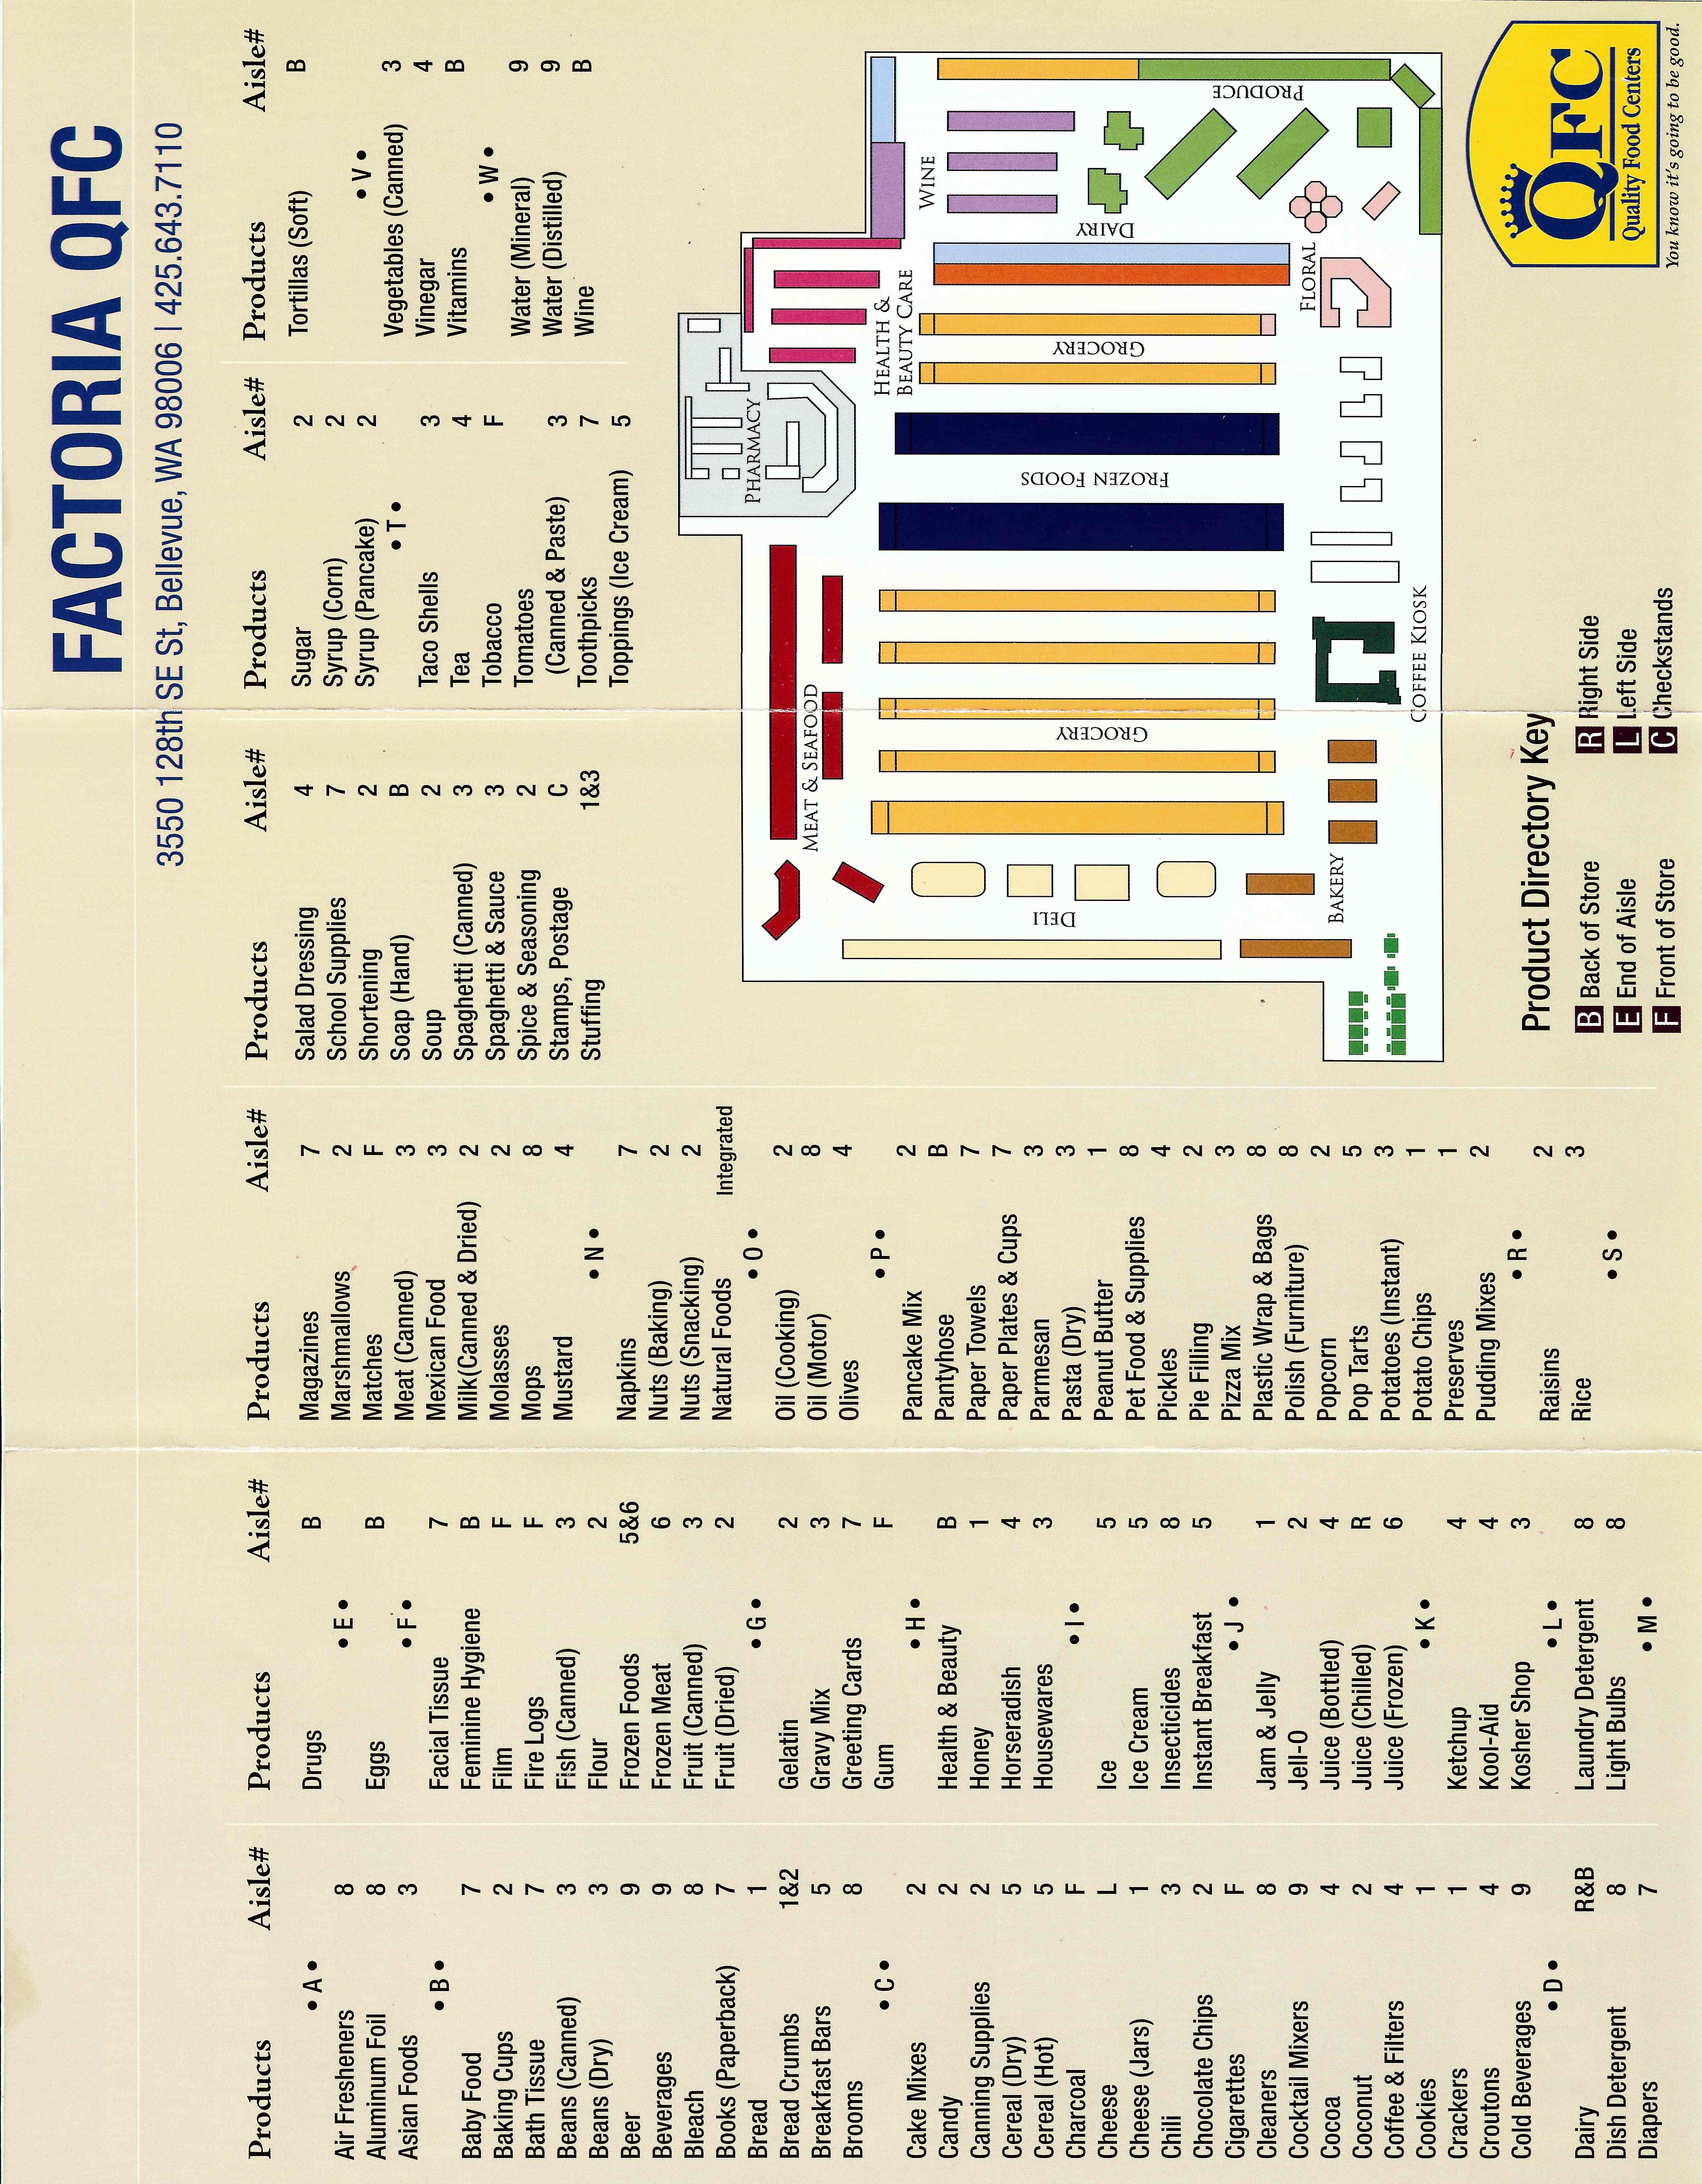 FACTORIA QFC
3550 128th SE St, Bellevue, WA 98006 | 425.643.7110
Products Aisle#
• A •
Air Fresheners 8
Aluminum Foil 8
Asian Foods 3
• B •
Baby Food 7
Baking Cups 2
Bath Tissue 7
Beans (Canned) 3
Beans (Dry) 3
Beer 9
Beverages 9
Bleach 8
Books (Paperback) 7
Bread 1
Bread Crumbs 1&2
Breakfast Bars 5
Brooms 8
• C •
Cake Mixes 2
Candy 2
Canning Supplies 2
Cereal (Dry) 5
Cereal (Hot) 5
Charcoal F
Cheese L
Cheese (Jars) 1
Chili 3
Chocolate Chips 2
Cigarettes F
Cleaners 8
Cocktail Mixers 9
Cocoa 4
Coconut 2
Coffee & Filters 4
Cookies 1
Crackers 1
Croutons 4
Cold Beverages 9
• D •
Dairy R&B
Dish Detergent 8
Diapers 7
Products Aisle#
Drugs B
• E •
Eggs B
• F •
Facial Tissue 7
Feminine Hygiene B
Film F
Fire Logs F
Fish (Canned) 3
Flour 2
Frozen Foods 5&6
Frozen Meat 6
Fruit (Canned) 3
Fruit (Dried) 2
• G •
Gelatin 2
Gravy Mix 3
Greeting Cards 7
Gum F
• H •
Health & Beauty B
Honey 1
Horseradish 4
Housewares 3
• I •
Ice 5
Ice Cream 5
Insecticides 8
Instant Breakfast 5
• J •
Jam & Jelly 1
Jell-O 2
Juice (Bottled) 4
Juice (Chilled) R
Juice (Frozen) 6
• K •
Ketchup 4
Kool-Aid 4
Kosher Shop 3
• L •
Laundry Detergent 8
Light Bulbs 8
• M •
Products Aisle#
Magazines 7
Marshmallows 2
Matches F
Meat (Canned) 3
Mexican Food 3
Milk(Canned & Dried) 2
Molasses 2
Mops 8
Mustard 4
• N •
Napkins 7
Nuts (Baking) 2
Nuts (Snacking) 2
Natural Foods Integrated
• O •
Oil (Cooking) 2
Oil (Motor) 8
Olives 4
• P •
Pancake Mix 2
Pantyhose B
Paper Towels 7
Paper Plates & Cups 7
Parmesan 3
Pasta (Dry) 3
Peanut Butter 1
Pet Food & Supplies 8
Pickles 4
Pie Filling 2
Pizza Mix 3
Plastic Wrap & Bags 8
Polish (Furniture) 8
Popcorn 2
Pop Tarts 5
Potatoes (Instant) 3
Potato Chips 1
Preserves 1
Pudding Mixes 2
• R •
Raisins 2
Rice 3
• S •
Products Aisle#
Salad Dressing 4
School Supplies 7
Shortening 2
Soap (Hand) B
Soup 2
Spaghetti (Canned) 3
Spaghetti & Sauce 3
Spice & Seasoning 2
Stamps, Postage C
Stuffing 1&3
Products Aisle#
Sugar 2
Syrup (Corn) 2
Syrup (Pancake) 2
• T •
Taco Shells 3
Tea 4
Tobacco F
Tomatoes
(Canned & Paste) 3
Toothpicks 7
Toppings (Ice Cream) 5
Products Aisle#
Tortillas (Soft) B
• V •
Vegetables (Canned) 3
Vinegar 4
Vitamins B
• W •
Water (Mineral) 9
Water (Distilled) 9
Wine B
PHARMACY
MEAT & SEAFOOD
HEALTH &
BEAUTY CARE
WINE
DELI
GROCERY
FROZEN FOODS
GROCERY
DAIRY
PRODUCE
BAKERY
COFFEE KIOSK
FLORAL
Product Directory Key
B Back of Store
E End of Aisle
F Front of Store
R Right Side
L Left Side
C Checkstands
QFC
Quality Food Centers
You know it's going to be good.